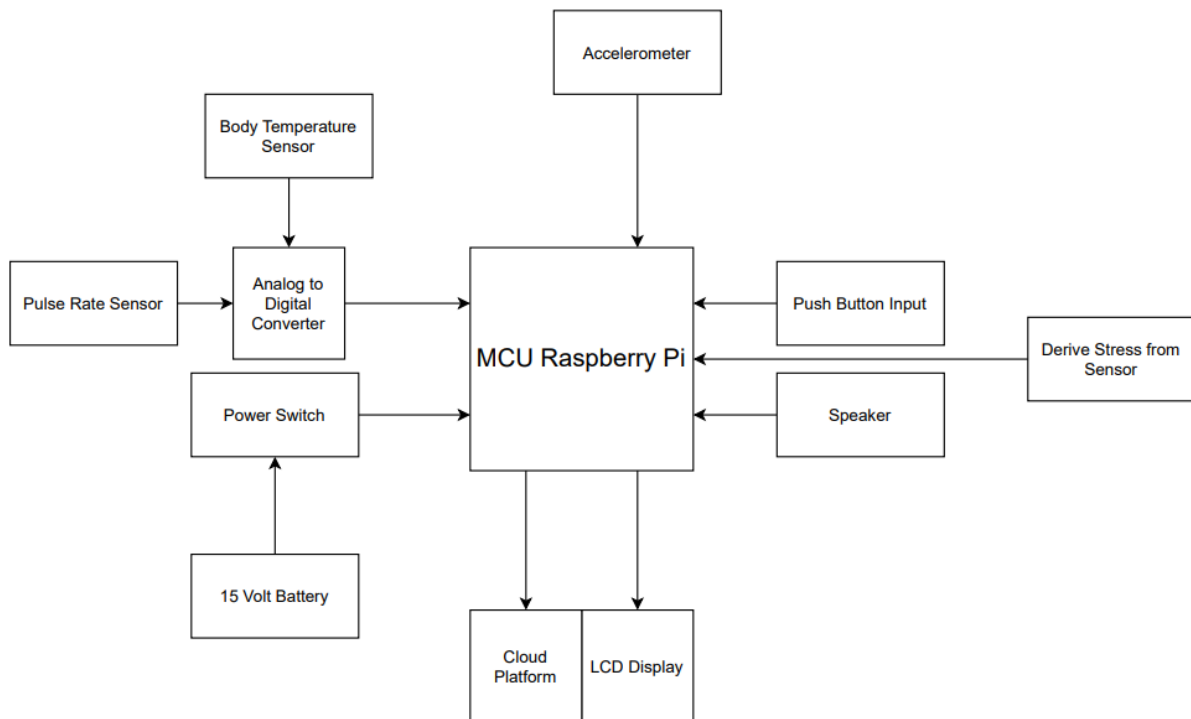 Accelerometer
Body Temperature
Sensor
Pulse Rate Sensor
Analog to
Digital
Converter
MCU Raspberry Pi
Push Button Input
Derive Stress from
Sensor
Power Switch
Speaker
15 Volt Battery
Cloud
Platform
LCD Display